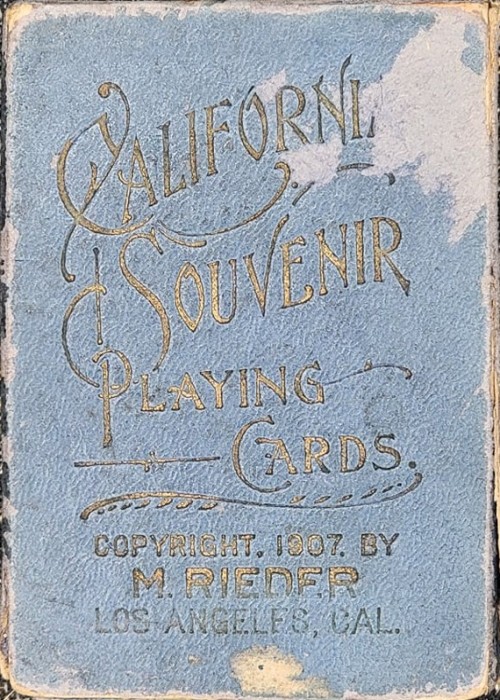 CALIFORNI
SOUVENIR
PLAYING
CARDS.
COPYRIGHT. 1907. BY
M. RIEDER
LOS ANGELES, CAL.